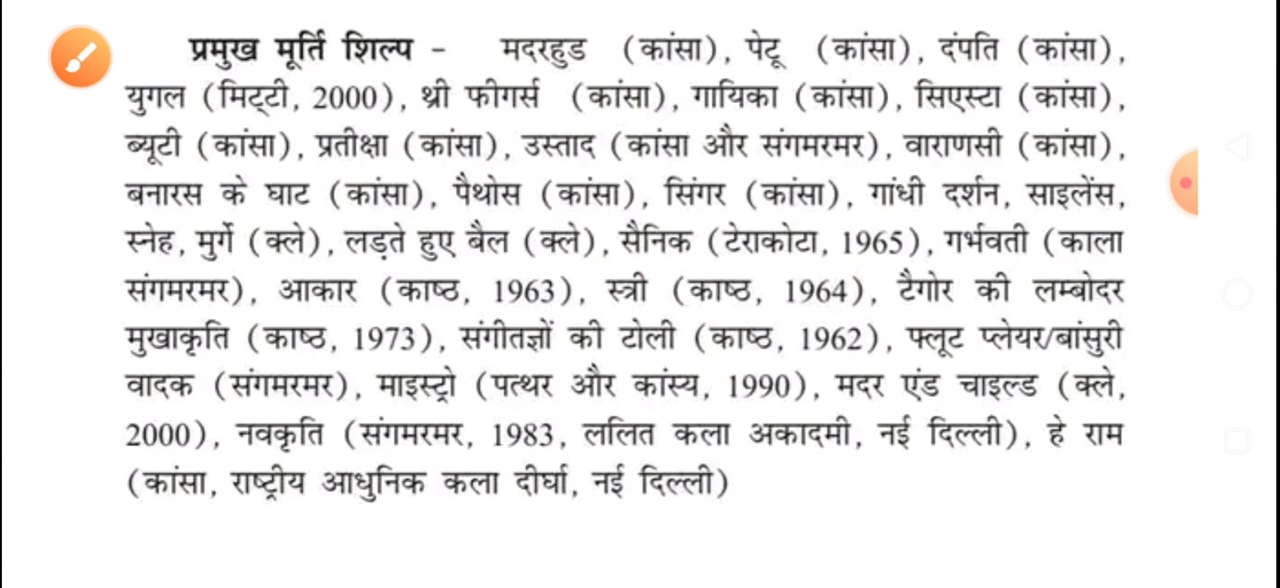 प्रमुख मूर्ति शिल्प - मदरहुड (कांसा), पेटू (कांसा), दंपति (कांसा),
युगल (मिट्टी, 2000), थ्री फीगर्स (कांसा), गायिका (कांसा), सिएस्टा (कांसा),
ब्यूटी (कांसा), प्रतीक्षा (कांसा), उस्ताद (कांसा और संगमरमर), वाराणसी (कांसा),
बनारस के घाट (कांसा), पैथोस (कांसा), सिंगर (कांसा), गांधी दर्शन, साइलेंस,
स्नेह, मुर्गे (क्ले), लड़ते हुए बैल (क्ले), सैनिक (टेराकोटा, 1965), गर्भवती (काला
संगमरमर), आकार (काष्ठ, 1963), स्त्री (काष्ठ, 1964), टैगोर की लम्बोदर
मुखाकृति (काष्ठ, 1973), संगीतज्ञों की टोली (काष्ठ, 1962), फ्लूट प्लेयर/बांसुरी
वादक (संगमरमर), माइस्ट्रो (पत्थर और कांस्य, 1990), मदर एंड चाइल्ड (क्ले,
2000), नवकृति (संगमरमर, 1983, ललित कला अकादमी, नई दिल्ली), हे राम
(कांसा, राष्ट्रीय आधुनिक कला दीर्घा, नई दिल्ली)